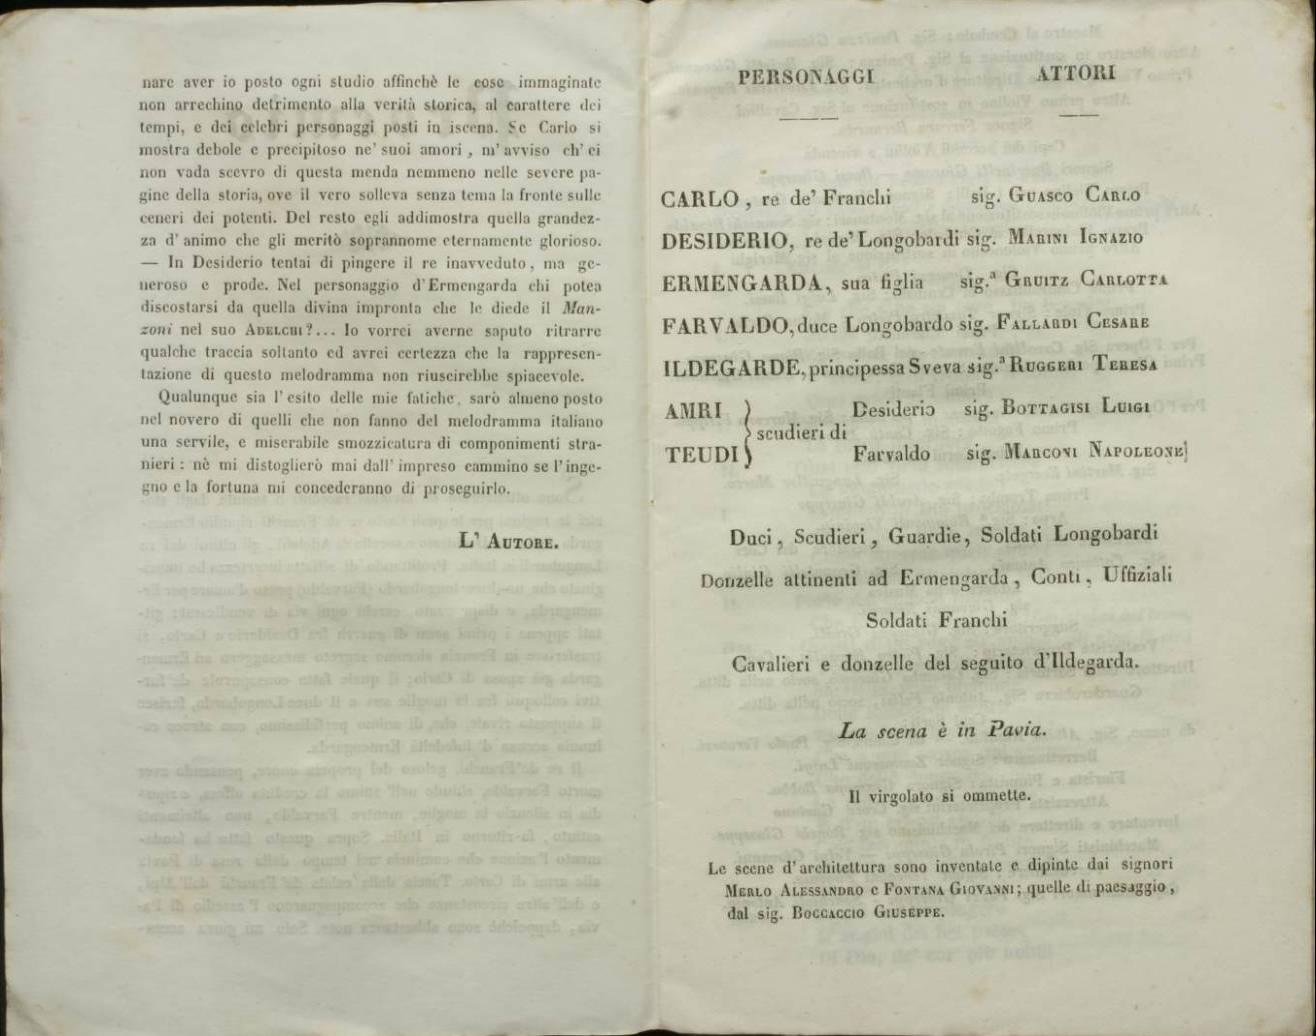 nare aver io posto ogni studio affinchè le cose immaginate
non arrechino detrimento alla verità storica, al carattere dei
tempi, e dei celebri personaggi posti in iscena. Se Carlo si
mostra debole e precipitoso ne' suoi amori, m'avviso ch'ei
non vada scevro di questa menda nemmeno nelle severe pa-
gine della storia, ove il vero solleva senza tema la fronte sulle
ceneri dei potenti. Del resto egli addimostra quella grandez-
za d'animo che gli meritò soprannome eternamente glorioso.
— In Desiderio tentai di pingere il re inavveduto, ma ge-
neroso e prode. Nel personaggio d'Ermengarda chi potea
discostarsi da quella divina impronta che le diede il Man-
zoni nel suo ADELCHI?... Io vorrei averne saputo ritrarre
qualche traccia soltanto ed avrei certezza che la rappresen-
tazione di questo melodramma non riuscirebbe spiacevole.
Qualunque sia l'esito delle mie fatiche, sarò almeno posto
nel novero di quelli che non fanno del melodramma italiano
una servile, e miserabile smozzicatura di componimenti stra-
nieri: nè mi distoglierò mai dall'impreso cammino se l'inge-
gno e la fortuna mi concederanno di proseguirlo.
L' AUTORE.
PERSONAGGI ATTORI
CARLO, re de' Franchi sig. GUASCO CARLO
DESIDERIO, re de' Longobardi sig. MARINI IGNAZIO
ERMENGARDA, sua figlia sig.ª GRUITZ CARLOTTA
FARVALDO, duce Longobardo sig. FALLARDI CESARE
ILDEGARDE, principessa Sveva sig.ª RUGGERI TERESA
AMRI } Desiderio sig. BOTTAGISI LUIGI
scudieri di
TEUDI } Farvaldo sig. MARCONI NAPOLEONE
Duci, Scudieri, Guardie, Soldati Longobardi
Donzelle attinenti ad Ermengarda, Conti, Uffiziali
Soldati Franchi
Cavalieri e donzelle del seguito d'Ildegarda.
La scena è in Pavia.
Il virgolato si ommette.
Le scene d'architettura sono inventate e dipinte dai signori
MERLO ALESSANDRO e FONTANA GIOVANNI; quelle di paesaggio,
dal sig. BOCCACCIO GIUSEPPE.